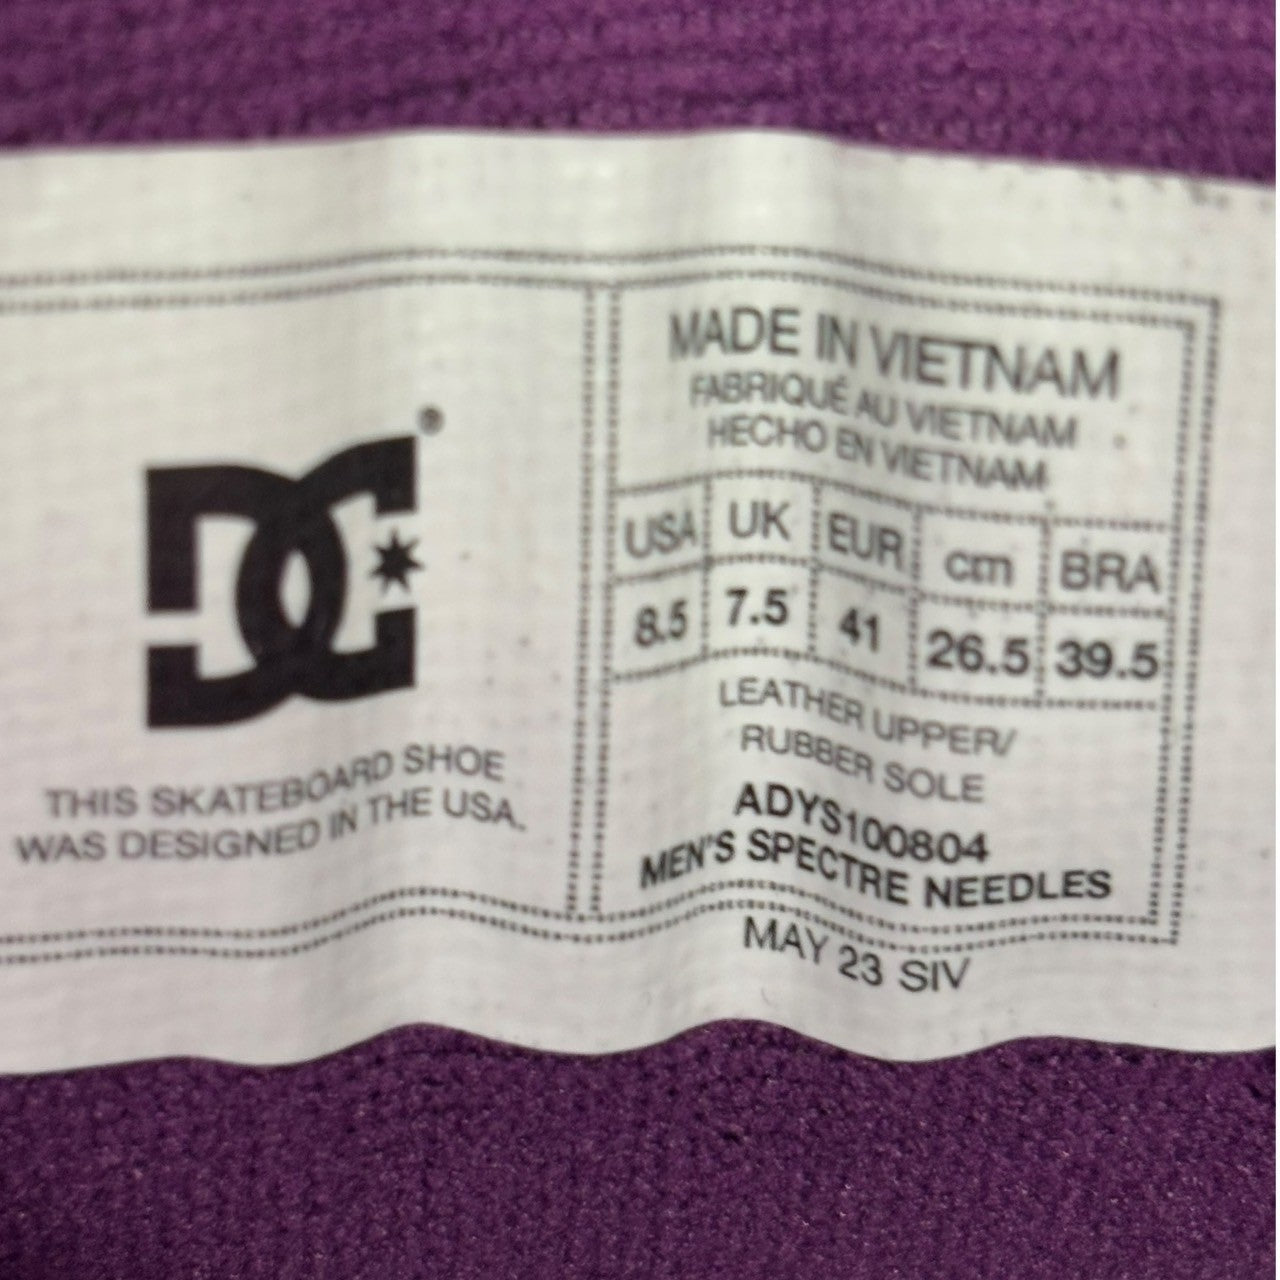 DC®
THIS SKATEBOARD SHOE
WAS DESIGNED IN THE USA.
MADE IN VIETNAM
FABRIQUÉ AU VIETNAM
HECHO EN VIETNAM
USA UK EUR cm BRA
8.5 7.5 41 26.5 39.5
LEATHER UPPER/
RUBBER SOLE
ADYS100804
MEN'S SPECTRE NEEDLES
MAY 23 SIV